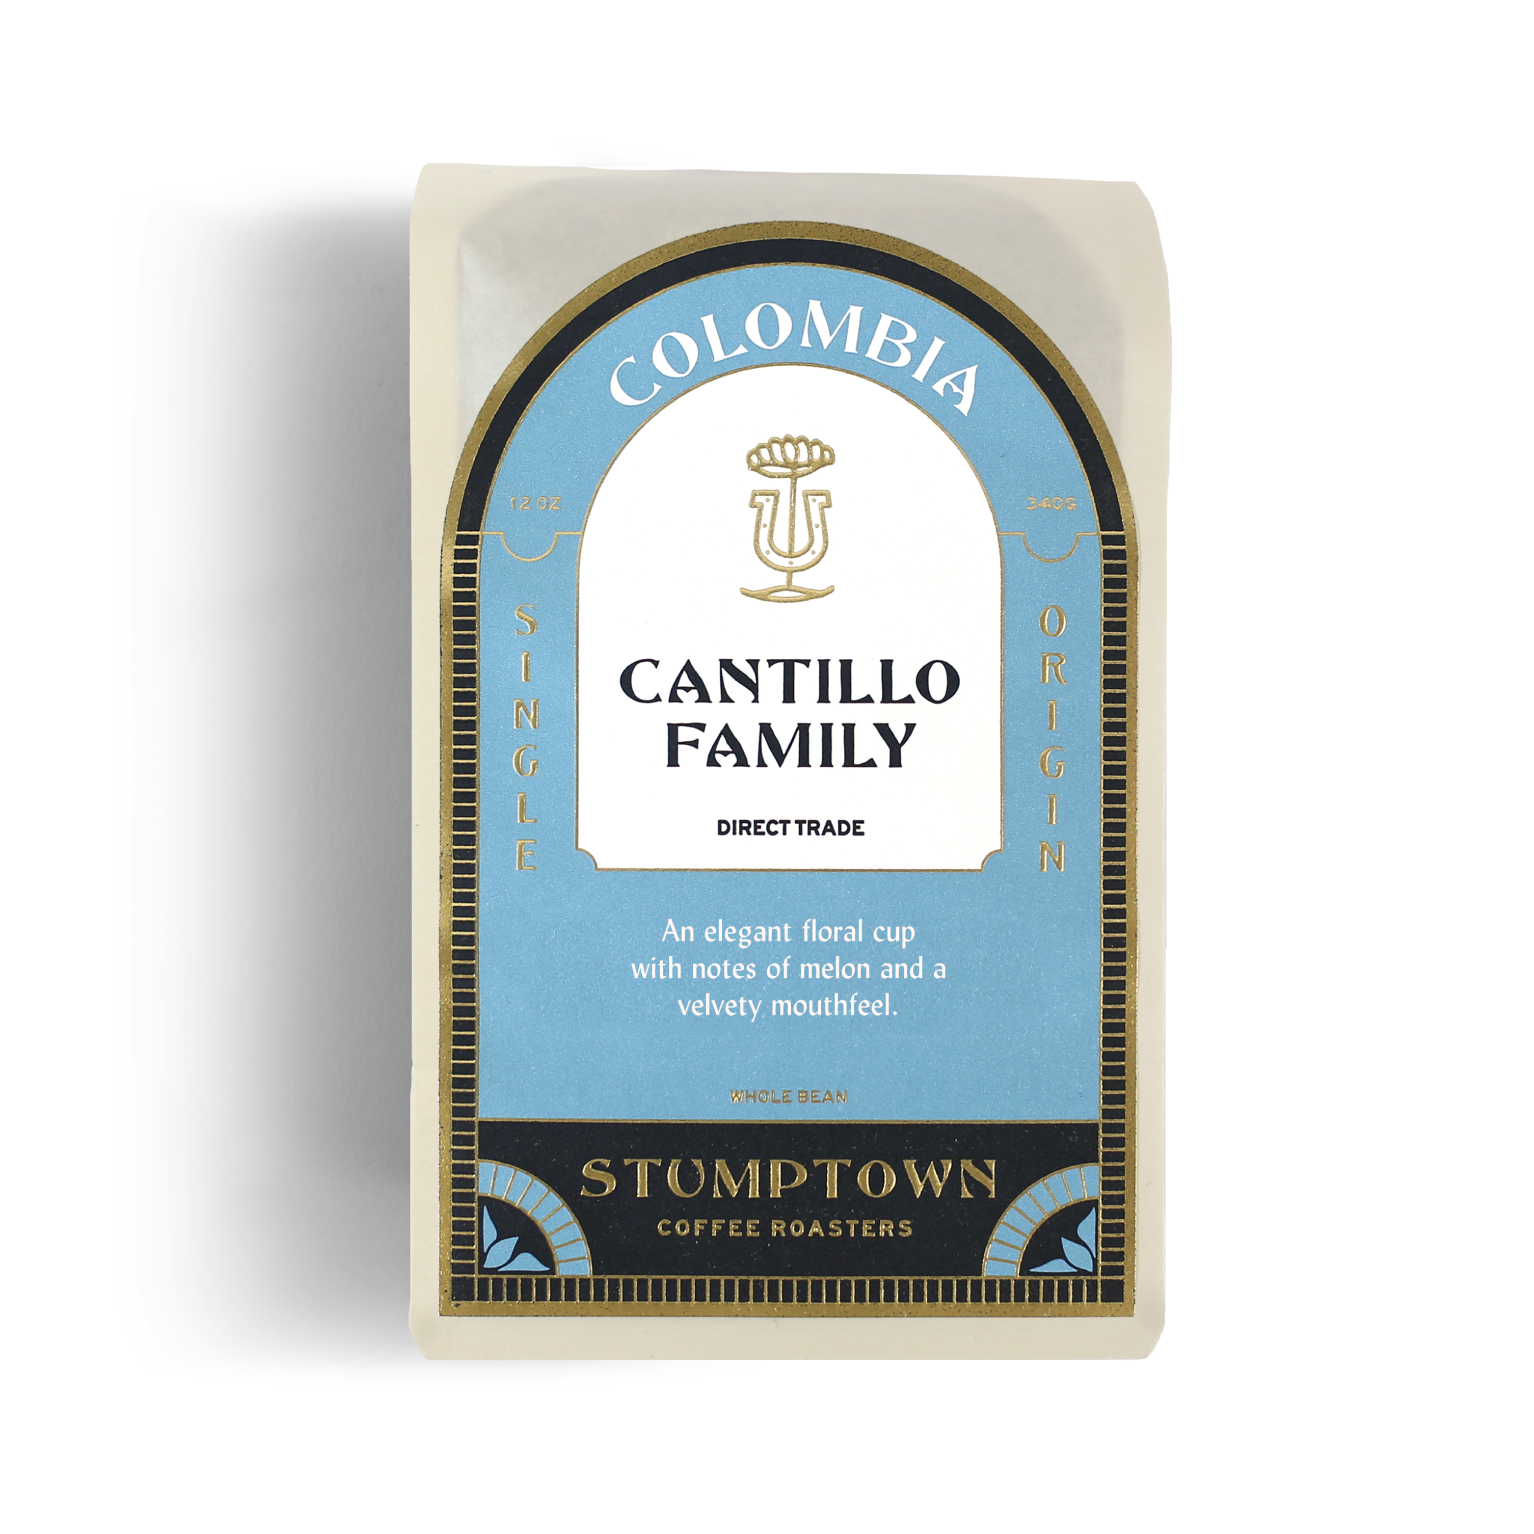 COLOMBIA
12 OZ
340G
SINGLE
ORIGIN
CANTILLO
FAMILY
DIRECT TRADE
An elegant floral cup
with notes of melon and a
velvety mouthfeel.
WHOLE BEAN
STUMPTOWN
COFFEE ROASTERS